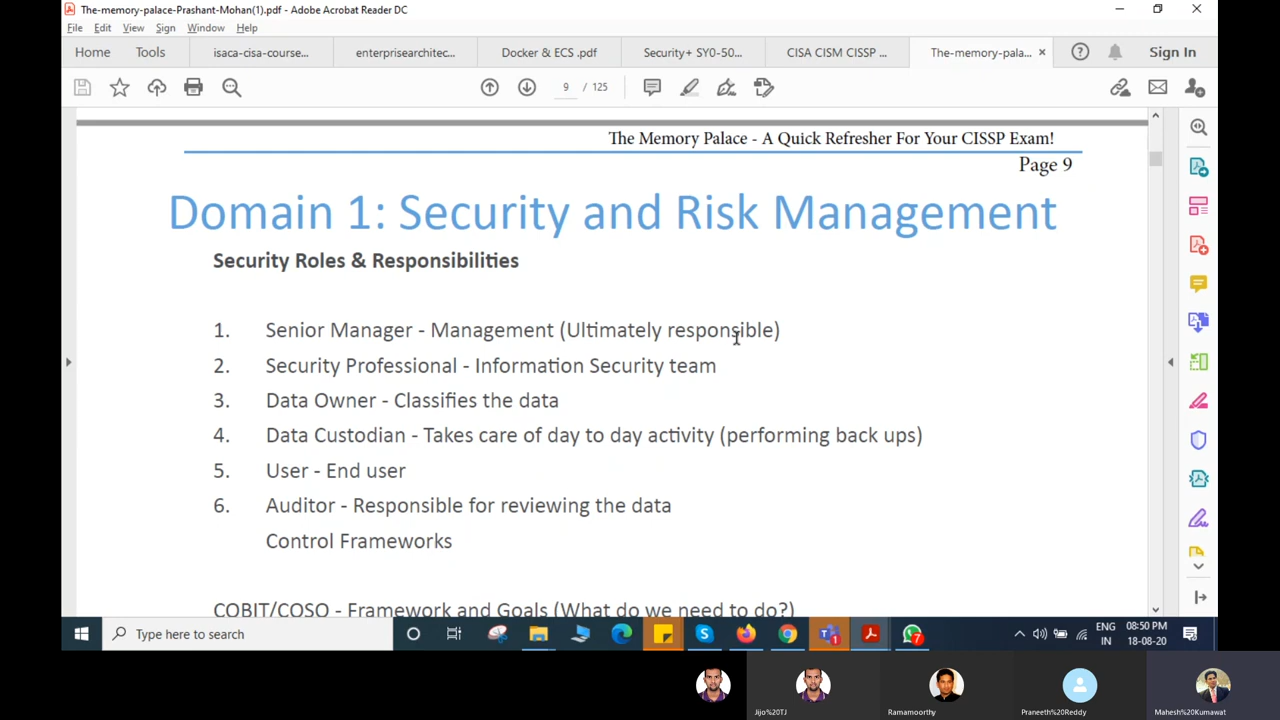 The-memory-palace-Prashant-Mohan(1).pdf - Adobe Acrobat Reader DC
File Edit View Sign Window Help
Home Tools isaca-cisa-course... enterprisearchitec... Docker & ECS .pdf Security+ SY0-50... CISA CISM CISSP ... The-memory-pala... × ? Sign In
9 / 125
The Memory Palace - A Quick Refresher For Your CISSP Exam!
Page 9
Domain 1: Security and Risk Management
Security Roles & Responsibilities
1. Senior Manager - Management (Ultimately responsible)
2. Security Professional - Information Security team
3. Data Owner - Classifies the data
4. Data Custodian - Takes care of day to day activity (performing back ups)
5. User - End user
6. Auditor - Responsible for reviewing the data
Control Frameworks
COBIT/COSO - Framework and Goals (What do we need to do?)
Type here to search
1
7
ENG
IN
08:50 PM
18-08-20
Jijo%20TJ
Ramamoorthy
Praneeth%20Reddy
Mahesh%20Kumawat